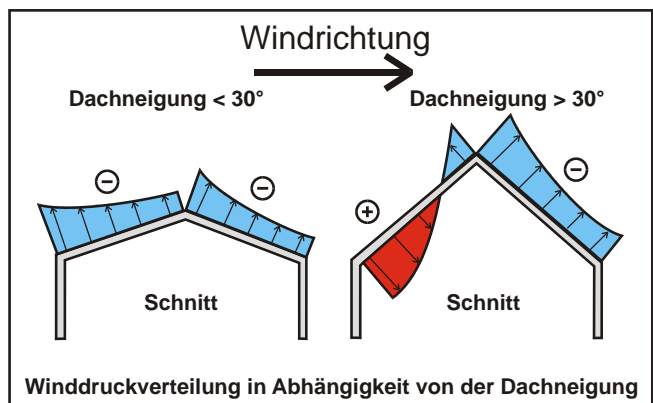 Windrichtung
Dachneigung < 30°
Dachneigung > 30°
−
−
+
−
Schnitt
Schnitt
Winddruckverteilung in Abhängigkeit von der Dachneigung